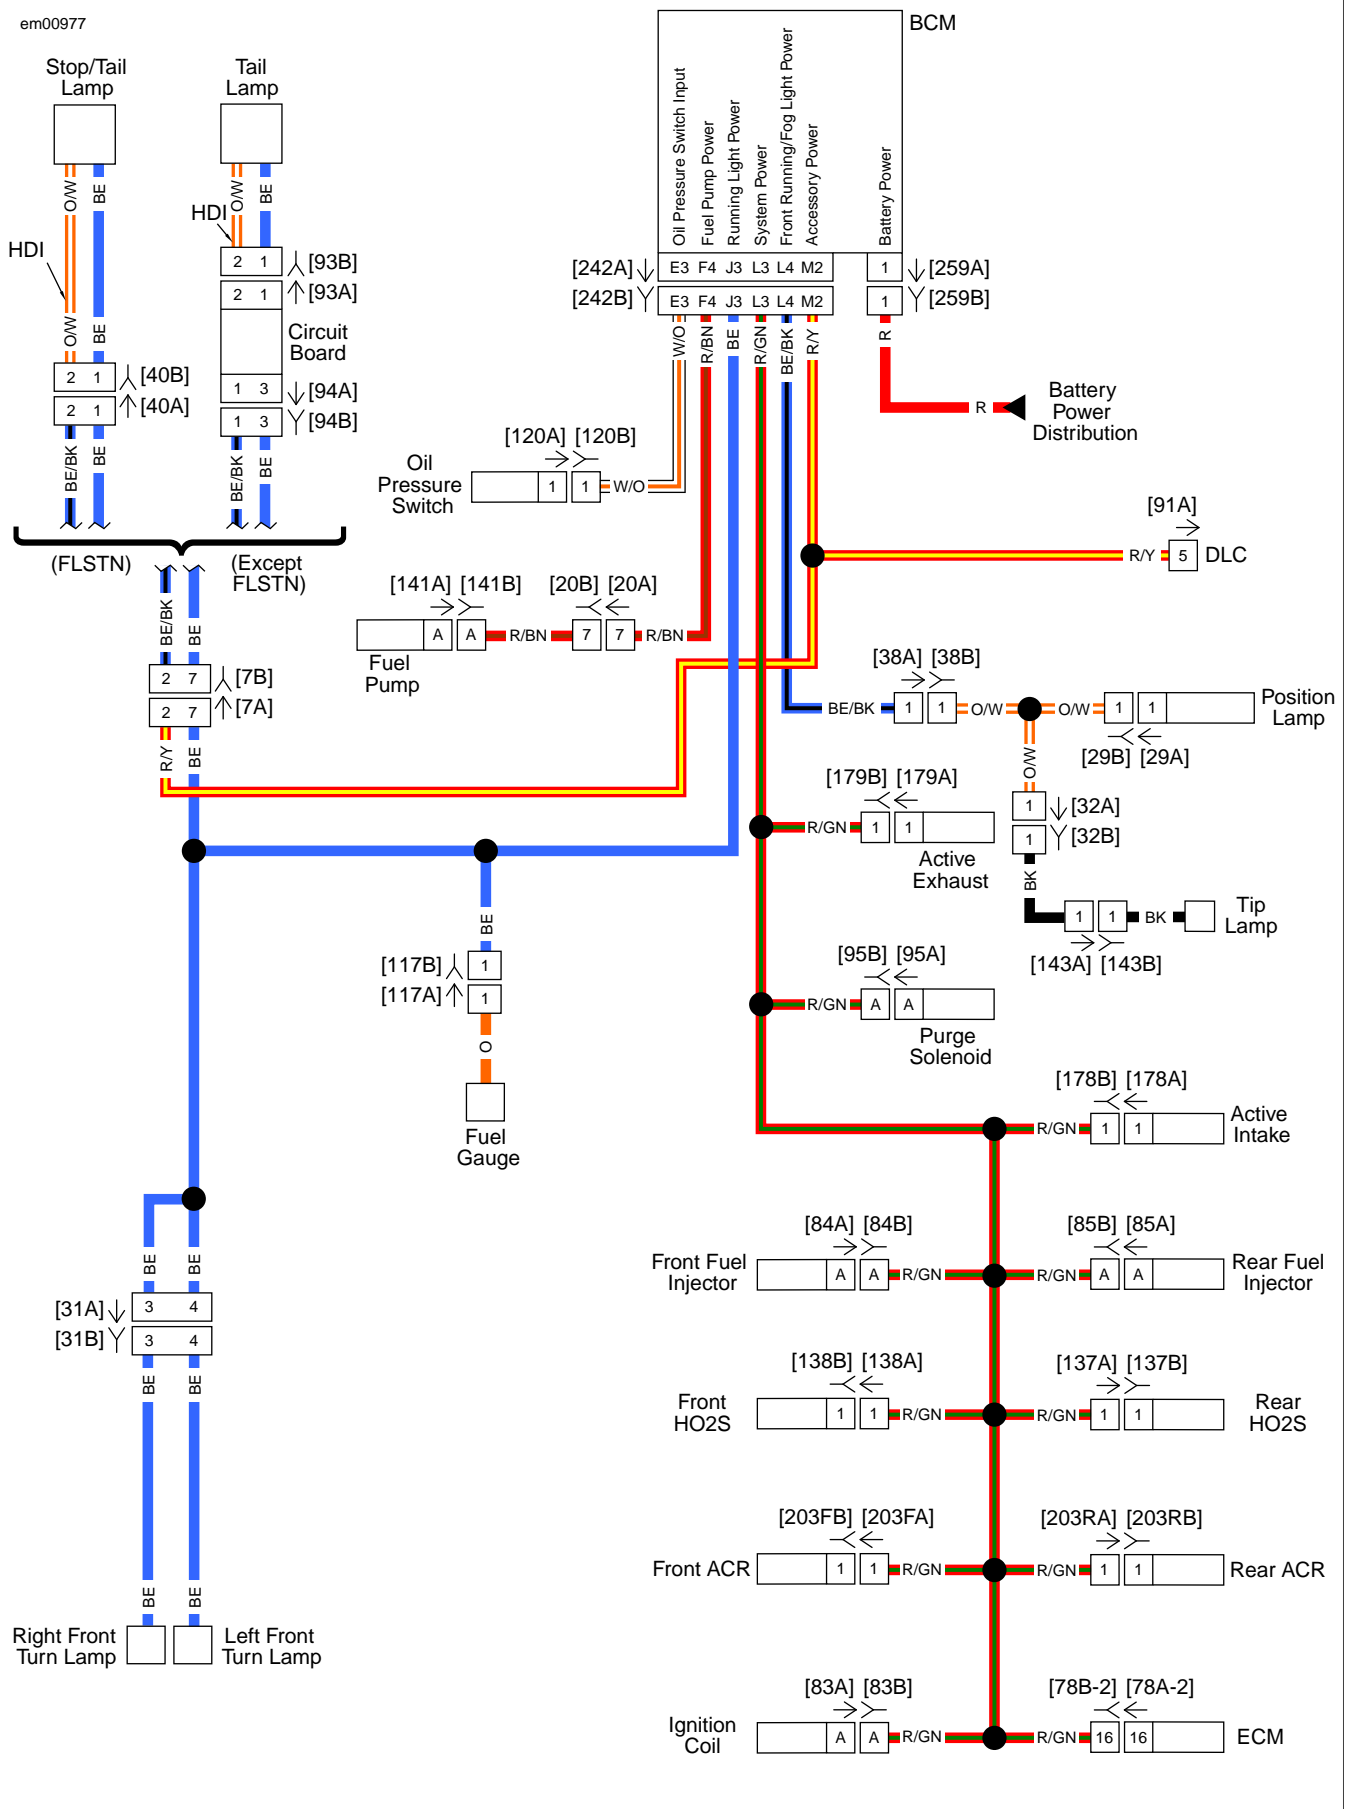 em00977
BCM
Stop/Tail
Lamp
Tail
Lamp
Oil Pressure Switch Input
Fuel Pump Power
Running Light Power
System Power
Front Running/Fog Light Power
Accessory Power
Battery Power
O/W
BE
O/W
BE
HDI
HDI
2 1
[93B]
2 1
[93A]
[242A]
E3 F4 J3 L3 L4 M2
1
[259A]
[242B]
E3 F4 J3 L3 L4 M2
1
[259B]
O/W
BE
Circuit
Board
W/O
R/BN
BE
R/GN
BE/BK
R/Y
R
2 1
[40B]
1 3
[94A]
2 1
[40A]
1 3
[94B]
R
Battery
Power
Distribution
BE/BK
BE
BE/BK
BE
[120A] [120B]
Oil
Pressure
Switch
1 1
W/O
[91A]
R/Y
5
DLC
(FLSTN)
(Except
FLSTN)
[141A] [141B]
[20B] [20A]
BE/BK
BE
A A
R/BN
7 7
R/BN
Fuel
Pump
2 7
[7B]
2 7
[7A]
[38A] [38B]
BE/BK
1 1
O/W
O/W
1 1
Position
Lamp
[29B] [29A]
R/Y
BE
O/W
[179B] [179A]
1
[32A]
R/GN
1 1
1
[32B]
Active
Exhaust
BK
BE
1 1
BK
Tip
Lamp
[143A] [143B]
[117B]
1
[117A]
1
[95B] [95A]
R/GN
A A
Purge
Solenoid
O
Fuel
Gauge
[178B] [178A]
R/GN
1 1
Active
Intake
[84A] [84B]
[85B] [85A]
Front Fuel
Injector
A A
R/GN
R/GN
A A
Rear Fuel
Injector
BE
BE
[31A]
3 4
[31B]
3 4
BE
BE
[138B] [138A]
[137A] [137B]
Front
HO2S
1 1
R/GN
R/GN
1 1
Rear
HO2S
[203FB] [203FA]
[203RA] [203RB]
Front ACR
1 1
R/GN
R/GN
1 1
Rear ACR
BE
BE
Right Front
Turn Lamp
Left Front
Turn Lamp
[83A] [83B]
[78B-2] [78A-2]
Ignition
Coil
A A
R/GN
R/GN
16 16
ECM